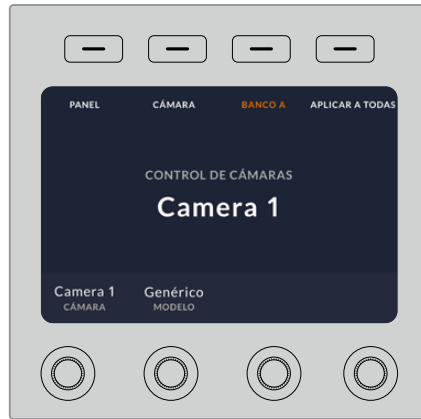 PANEL CÁMARA BANCO A APLICAR A TODAS
CONTROL DE CÁMARAS
Camera 1
Camera 1 Genérico
CÁMARA MODELO